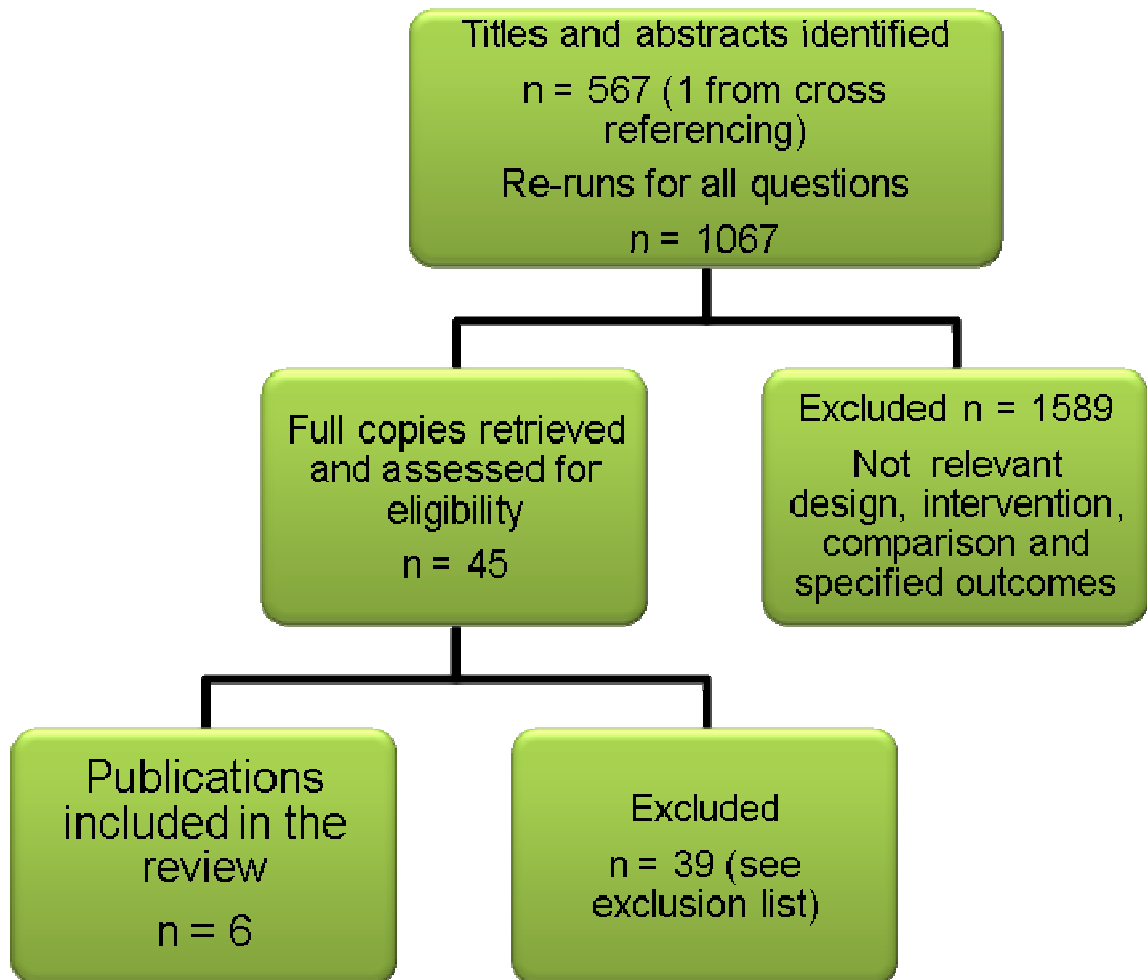 Titles and abstracts identified
n = 567 (1 from cross
referencing)
Re-runs for all questions
n = 1067
Full copies retrieved
and assessed for
eligibility
n = 45
Excluded n = 1589
Not relevant
design, intervention,
comparison and
specified outcomes
Publications
included in the
review
n = 6
Excluded
n = 39 (see
exclusion list)